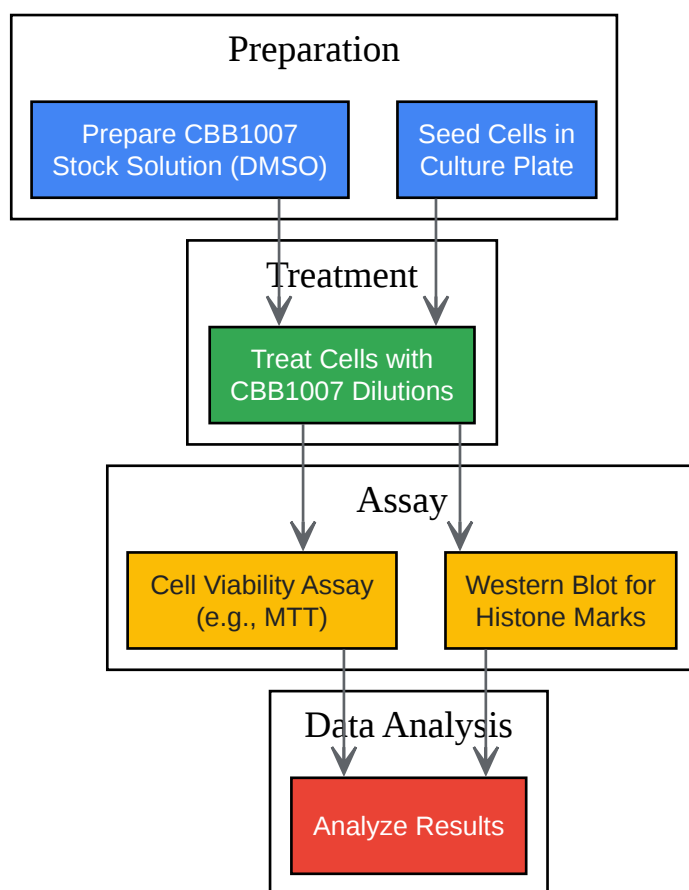 Preparation
Prepare CBB1007
Stock Solution (DMSO)
Seed Cells in
Culture Plate
Treatment
Treat Cells with
CBB1007 Dilutions
Assay
Cell Viability Assay
(e.g., MTT)
Western Blot for
Histone Marks
Data Analysis
Analyze Results